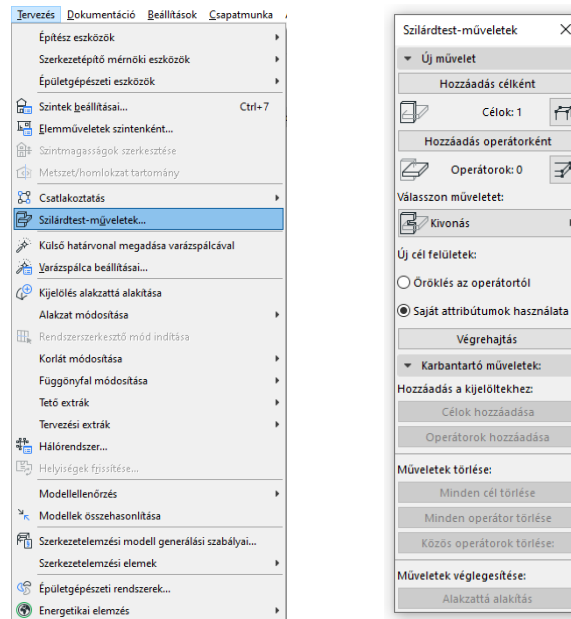 Tervezés Dokumentáció Beállítások Csapatmunka
Építész eszközök
Szerkezetépítő mérnöki eszközök
Épületgépészeti eszközök
Szintek beállításai... Ctrl+7
Elemműveletek szintenként...
Szintmagasságok szerkesztése
Metszet/homlokzat tartomány
Csatlakoztatás
Szilárdtest-műveletek...
Külső határvonal megadása varázspálcával
Varázspálca beállításai...
Kijelölés alakzattá alakítása
Alakzat módosítása
Rendszerszerkesztő mód indítása
Korlát módosítása
Függönyfal módosítása
Tető extrák
Tervezési extrák
Hálórendszer...
Helyiségek frissítése...
Modellellenőrzés
Modellek összehasonlítása
Szerkezetelemzési modell generálási szabályai...
Szerkezetelemzési elemek
Épületgépészeti rendszerek...
Energetikai elemzés
Szilárdtest-műveletek
Új művelet
Hozzáadás célként
Célok: 1
Hozzáadás operátorként
Operátorok: 0
Válasszon műveletet:
Kivonás
Új cél felületek:
Öröklés az operátortól
Saját attribútumok használata
Végrehajtás
Karbantartó műveletek:
Hozzáadás a kijelöltekhez:
Célok hozzáadása
Operátorok hozzáadása
Műveletek törlése:
Minden cél törlése
Minden operátor törlése
Közös operátorok törlése:
Műveletek véglegesítése:
Alakzattá alakítás